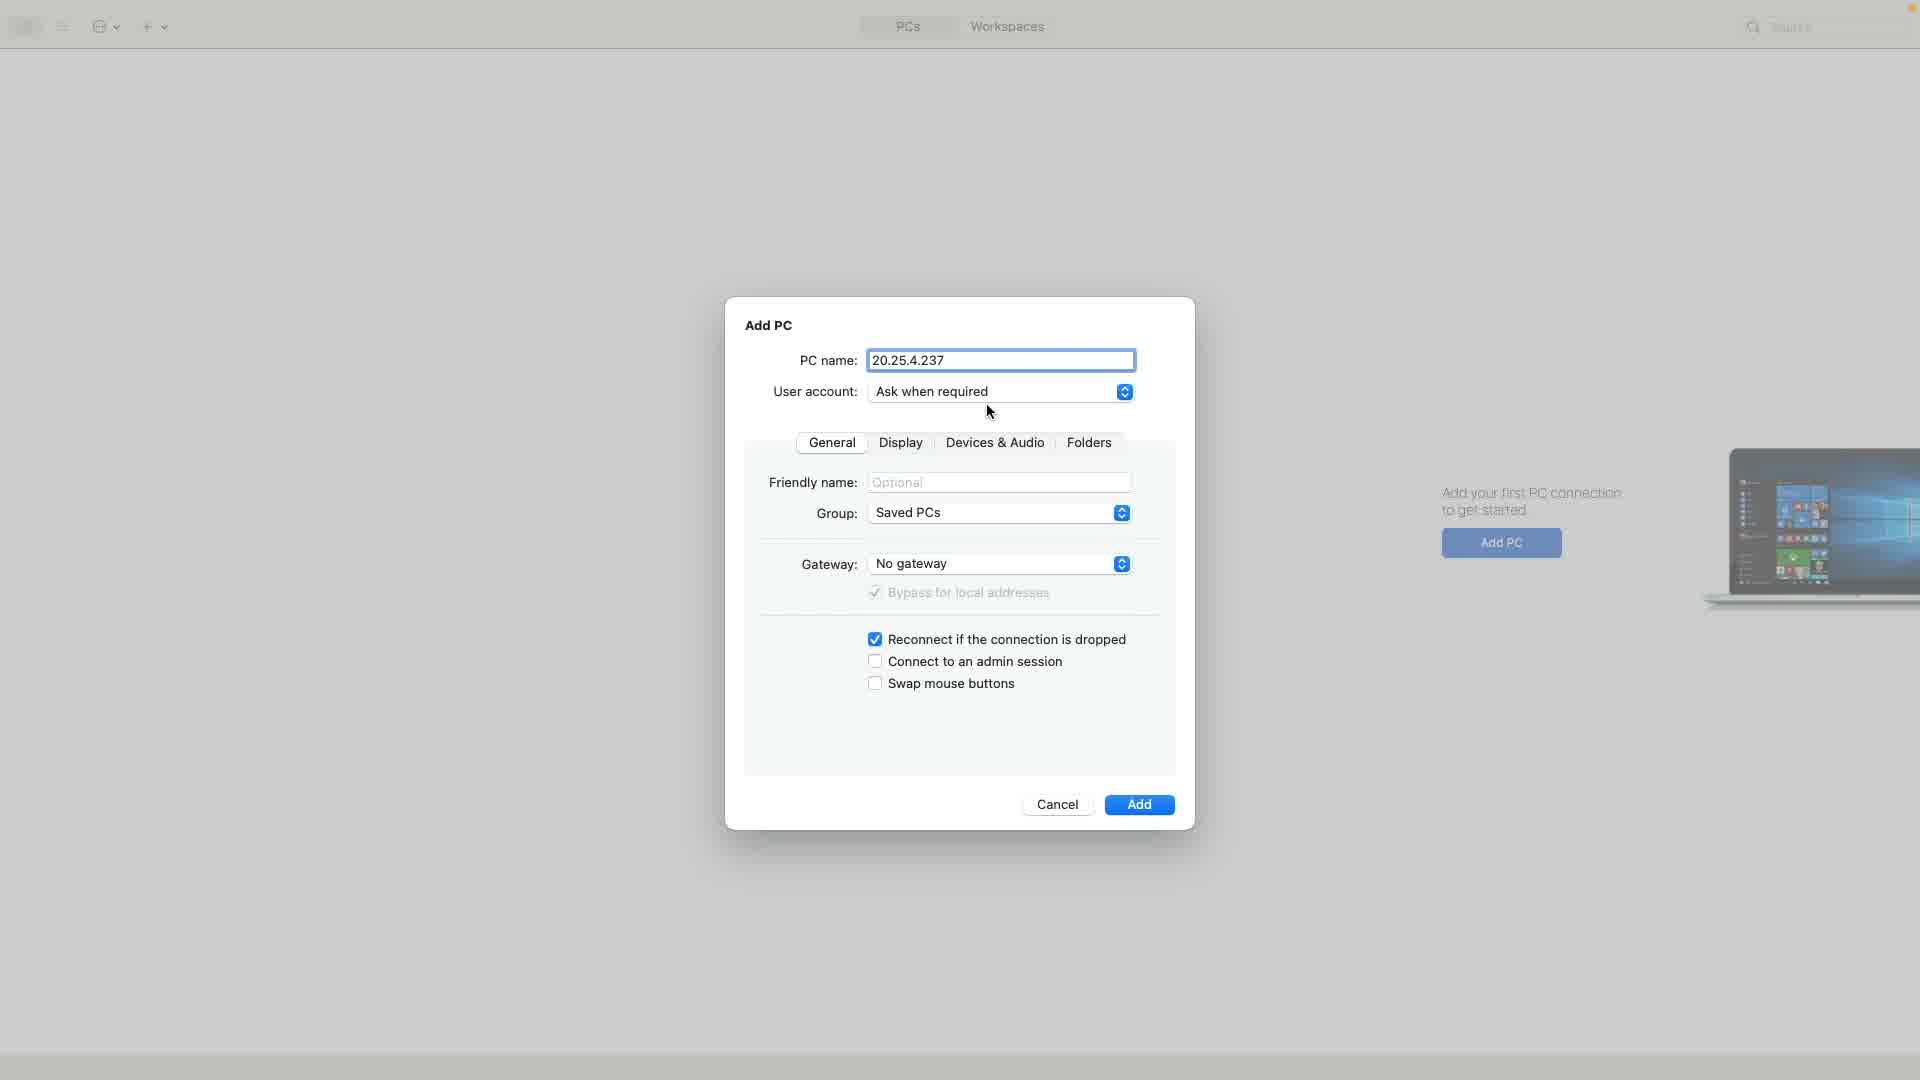 PCs
Workspaces
Search
Add PC
PC name: 20.25.4.237
User account: Ask when required
General Display Devices & Audio Folders
Friendly name: Optional
Group: Saved PCs
Gateway: No gateway
Bypass for local addresses
Reconnect if the connection is dropped
Connect to an admin session
Swap mouse buttons
Cancel Add
Add your first PC connection
to get started.
Add PC